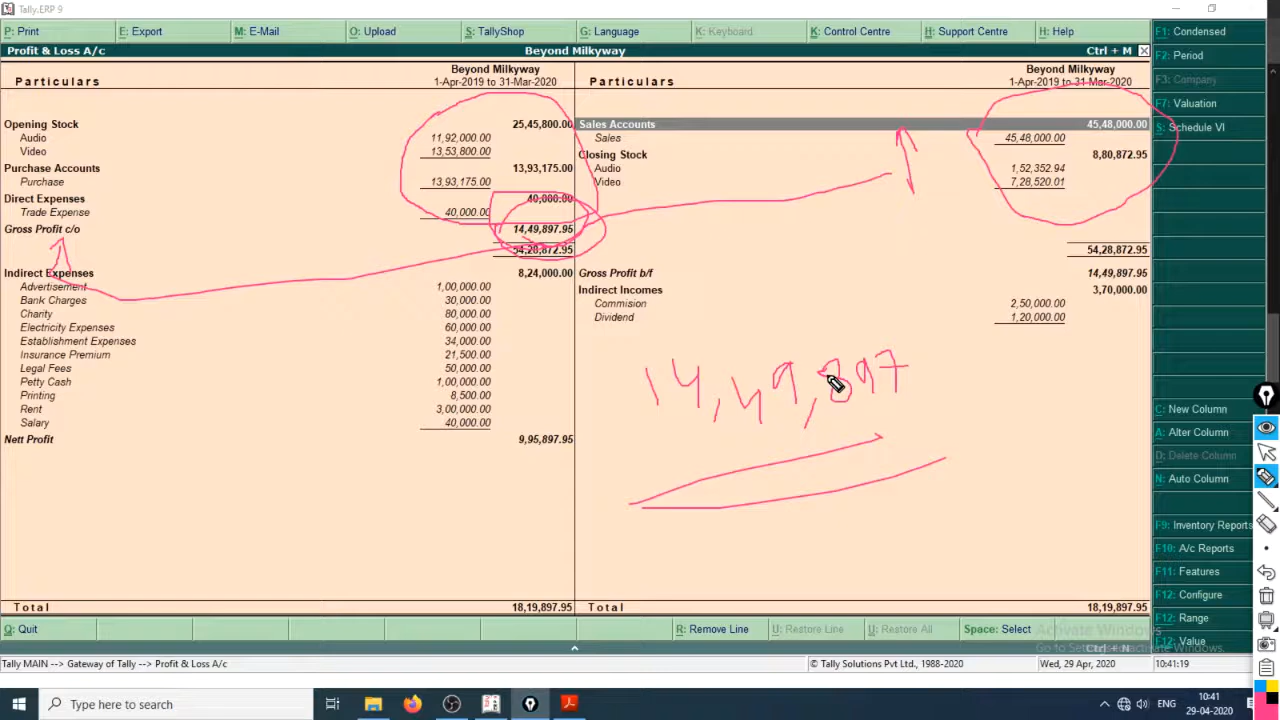 Tally.ERP 9
P: Print E: Export M: E-Mail O: Upload S: TallyShop G: Language K: Keyboard K: Control Centre H: Support Centre H: Help
F1: Condensed
Profit & Loss A/c Beyond Milkyway Ctrl + M
F2: Period
Particulars Beyond Milkyway 1-Apr-2019 to 31-Mar-2020 Particulars Beyond Milkyway 1-Apr-2019 to 31-Mar-2020
F3: Company
F7: Valuation
S: Schedule VI
Opening Stock 25,45,800.00
Audio 11,92,000.00
Video 13,53,800.00
Purchase Accounts 13,93,175.00
Purchase 13,93,175.00
Direct Expenses 40,000.00
Trade Expense 40,000.00
Gross Profit c/o 14,49,897.95
54,28,872.95
Indirect Expenses 8,24,000.00
Advertisement 1,00,000.00
Bank Charges 30,000.00
Charity 80,000.00
Electricity Expenses 60,000.00
Establishment Expenses 34,000.00
Insurance Premium 21,500.00
Legal Fees 50,000.00
Petty Cash 1,00,000.00
Printing 8,500.00
Rent 3,00,000.00
Salary 40,000.00
Nett Profit 9,95,897.95
Total 18,19,897.95
Sales Accounts 45,48,000.00
Sales 45,48,000.00
Closing Stock 8,80,872.95
Audio 1,52,352.94
Video 7,28,520.01
54,28,872.95
Gross Profit b/f 14,49,897.95
Indirect Incomes 3,70,000.00
Commision 2,50,000.00
Dividend 1,20,000.00
14,49,897
Total 18,19,897.95
C: New Column
A: Alter Column
D: Delete Column
N: Auto Column
F9: Inventory Reports
F10: A/c Reports
F11: Features
F12: Configure
F12: Range
F12: Value
Q: Quit R: Remove Line U: Restore Line U: Restore All Space: Select
Activate Windows
Go to Settings to activate Windows.
Ctrl + N
Tally MAIN --> Gateway of Tally --> Profit & Loss A/c © Tally Solutions Pvt Ltd., 1988-2020 Wed, 29 Apr, 2020 10:41:19
Type here to search ENG 10:41
29-04-2020